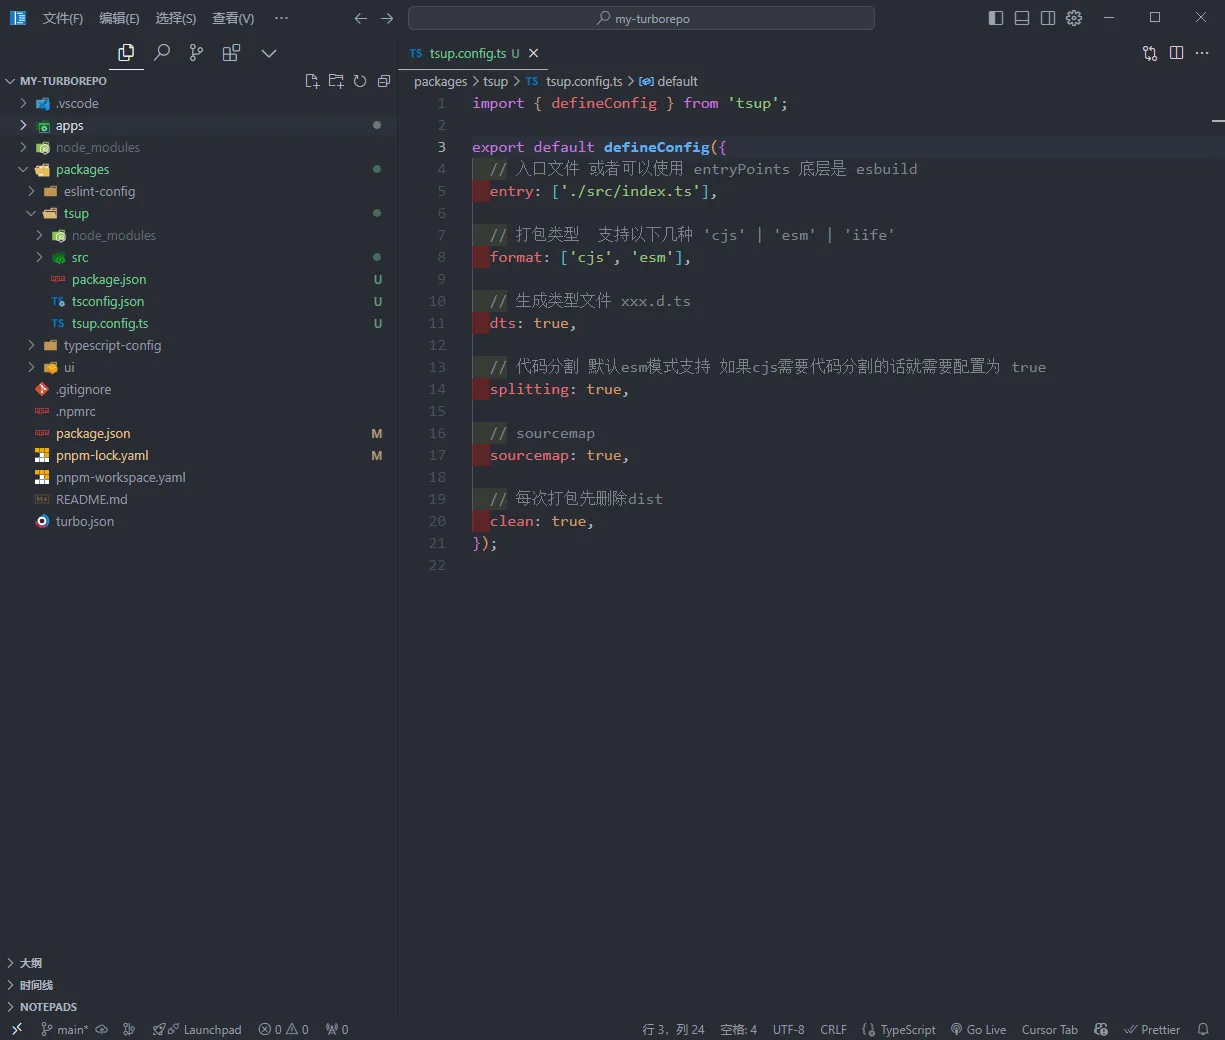 文件(F) 编辑(E) 选择(S) 查看(V) ··· my-turborepo
MY-TURBOREPO
.vscode
apps
node_modules
packages
eslint-config
tsup
node_modules
src
package.json U
tsconfig.json U
tsup.config.ts U
typescript-config
ui
.gitignore
.npmrc
package.json M
pnpm-lock.yaml M
pnpm-workspace.yaml
README.md
turbo.json
大纲
时间线
NOTEPADS
TS tsup.config.ts U
packages > tsup > TS tsup.config.ts > default
1 import { defineConfig } from 'tsup';
2
3 export default defineConfig({
4 // 入口文件 或者可以使用 entryPoints 底层是 esbuild
5 entry: ['./src/index.ts'],
6
7 // 打包类型  支持以下几种 'cjs' | 'esm' | 'iife'
8 format: ['cjs', 'esm'],
9
10 // 生成类型文件 xxx.d.ts
11 dts: true,
12
13 // 代码分割 默认esm模式支持 如果cjs需要代码分割的话就需要配置为 true
14 splitting: true,
15
16 // sourcemap
17 sourcemap: true,
18
19 // 每次打包先删除dist
20 clean: true,
21 });
22
main* Launchpad 0 0 0 行 3，列 24 空格: 4 UTF-8 CRLF TypeScript Go Live Cursor Tab Prettier